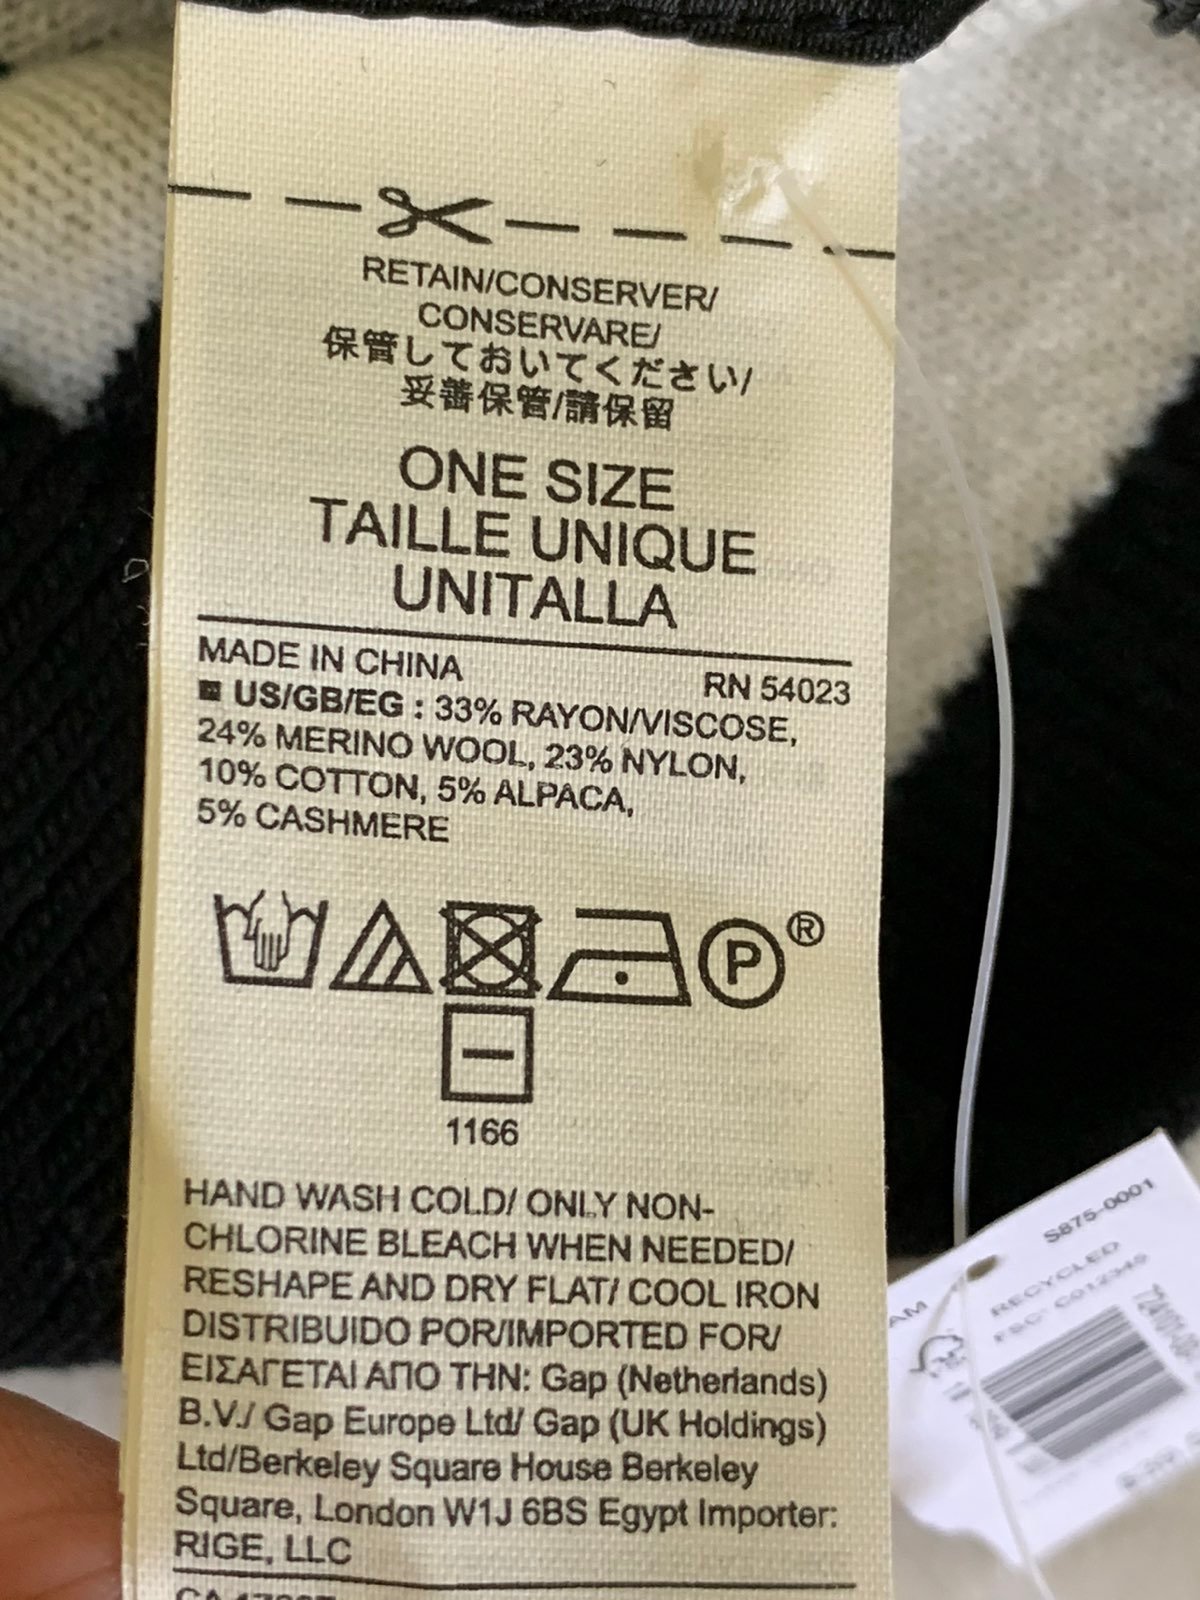 RETAIN/CONSERVER/
CONSERVARE/
保管しておいてください/
妥善保管/請保留
ONE SIZE
TAILLE UNIQUE
UNITALLA
MADE IN CHINA
RN 54023
US/GB/EG : 33% RAYON/VISCOSE,
24% MERINO WOOL, 23% NYLON,
10% COTTON, 5% ALPACA,
5% CASHMERE
P®
1166
HAND WASH COLD/ ONLY NON-
CHLORINE BLEACH WHEN NEEDED/
RESHAPE AND DRY FLAT/ COOL IRON
DISTRIBUIDO POR/IMPORTED FOR/
ΕΙΣΑΓΕΤΑΙ ΑΠΟ ΤΗΝ: Gap (Netherlands)
B.V./ Gap Europe Ltd/ Gap (UK Holdings)
Ltd/Berkeley Square House Berkeley
Square, London W1J 6BS Egypt Importer:
RIGE, LLC
S875-0001
RECYCLED
FSC® C012345